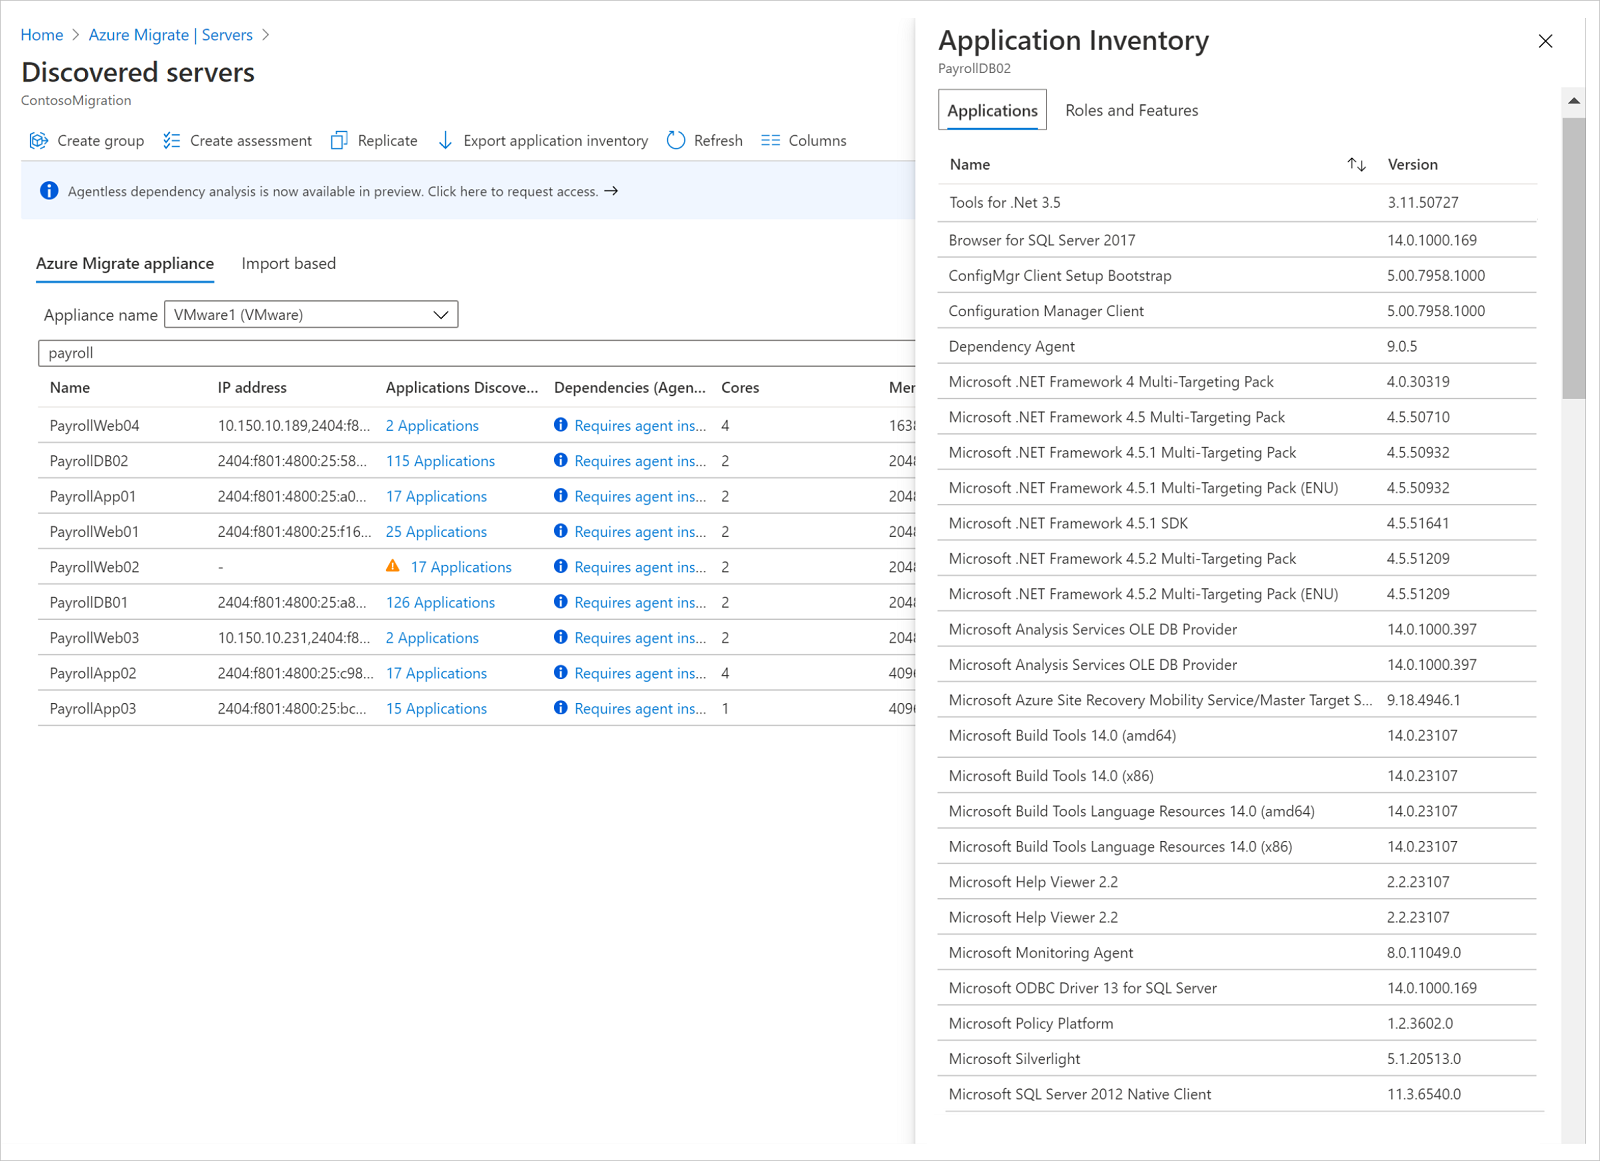 Home > Azure Migrate | Servers >
Discovered servers
ContosoMigration
Create group Create assessment Replicate Export application inventory Refresh Columns
Agentless dependency analysis is now available in preview. Click here to request access. →
Azure Migrate appliance Import based
Appliance name VMware1 (VMware)
payroll
Name IP address Applications Discove... Dependencies (Agen... Cores Mer
PayrollWeb04 10.150.10.189,2404:f8... 2 Applications Requires agent ins... 4 1638
PayrollDB02 2404:f801:4800:25:58... 115 Applications Requires agent ins... 2 2048
PayrollApp01 2404:f801:4800:25:a0... 17 Applications Requires agent ins... 2 2048
PayrollWeb01 2404:f801:4800:25:f16... 25 Applications Requires agent ins... 2 2048
PayrollWeb02 - 17 Applications Requires agent ins... 2 2048
PayrollDB01 2404:f801:4800:25:a8... 126 Applications Requires agent ins... 2 2048
PayrollWeb03 10.150.10.231,2404:f8... 2 Applications Requires agent ins... 2 2048
PayrollApp02 2404:f801:4800:25:c98... 17 Applications Requires agent ins... 4 4096
PayrollApp03 2404:f801:4800:25:bc... 15 Applications Requires agent ins... 1 4096
Application Inventory
PayrollDB02
Applications Roles and Features
Name Version
Tools for .Net 3.5 3.11.50727
Browser for SQL Server 2017 14.0.1000.169
ConfigMgr Client Setup Bootstrap 5.00.7958.1000
Configuration Manager Client 5.00.7958.1000
Dependency Agent 9.0.5
Microsoft .NET Framework 4 Multi-Targeting Pack 4.0.30319
Microsoft .NET Framework 4.5 Multi-Targeting Pack 4.5.50710
Microsoft .NET Framework 4.5.1 Multi-Targeting Pack 4.5.50932
Microsoft .NET Framework 4.5.1 Multi-Targeting Pack (ENU) 4.5.50932
Microsoft .NET Framework 4.5.1 SDK 4.5.51641
Microsoft .NET Framework 4.5.2 Multi-Targeting Pack 4.5.51209
Microsoft .NET Framework 4.5.2 Multi-Targeting Pack (ENU) 4.5.51209
Microsoft Analysis Services OLE DB Provider 14.0.1000.397
Microsoft Analysis Services OLE DB Provider 14.0.1000.397
Microsoft Azure Site Recovery Mobility Service/Master Target S... 9.18.4946.1
Microsoft Build Tools 14.0 (amd64) 14.0.23107
Microsoft Build Tools 14.0 (x86) 14.0.23107
Microsoft Build Tools Language Resources 14.0 (amd64) 14.0.23107
Microsoft Build Tools Language Resources 14.0 (x86) 14.0.23107
Microsoft Help Viewer 2.2 2.2.23107
Microsoft Help Viewer 2.2 2.2.23107
Microsoft Monitoring Agent 8.0.11049.0
Microsoft ODBC Driver 13 for SQL Server 14.0.1000.169
Microsoft Policy Platform 1.2.3602.0
Microsoft Silverlight 5.1.20513.0
Microsoft SQL Server 2012 Native Client 11.3.6540.0